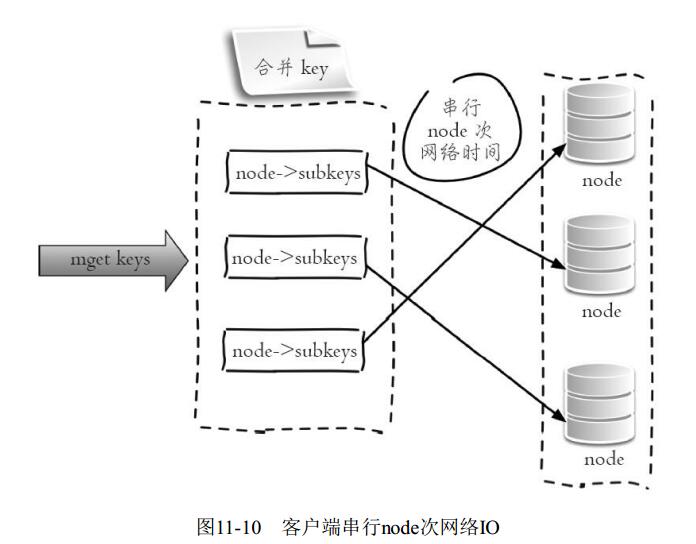 合并 key
串行
node 次
网络时间
node->subkeys
node->subkeys
node->subkeys
mget keys
node
node
node
图11-10 客户端串行node次网络IO